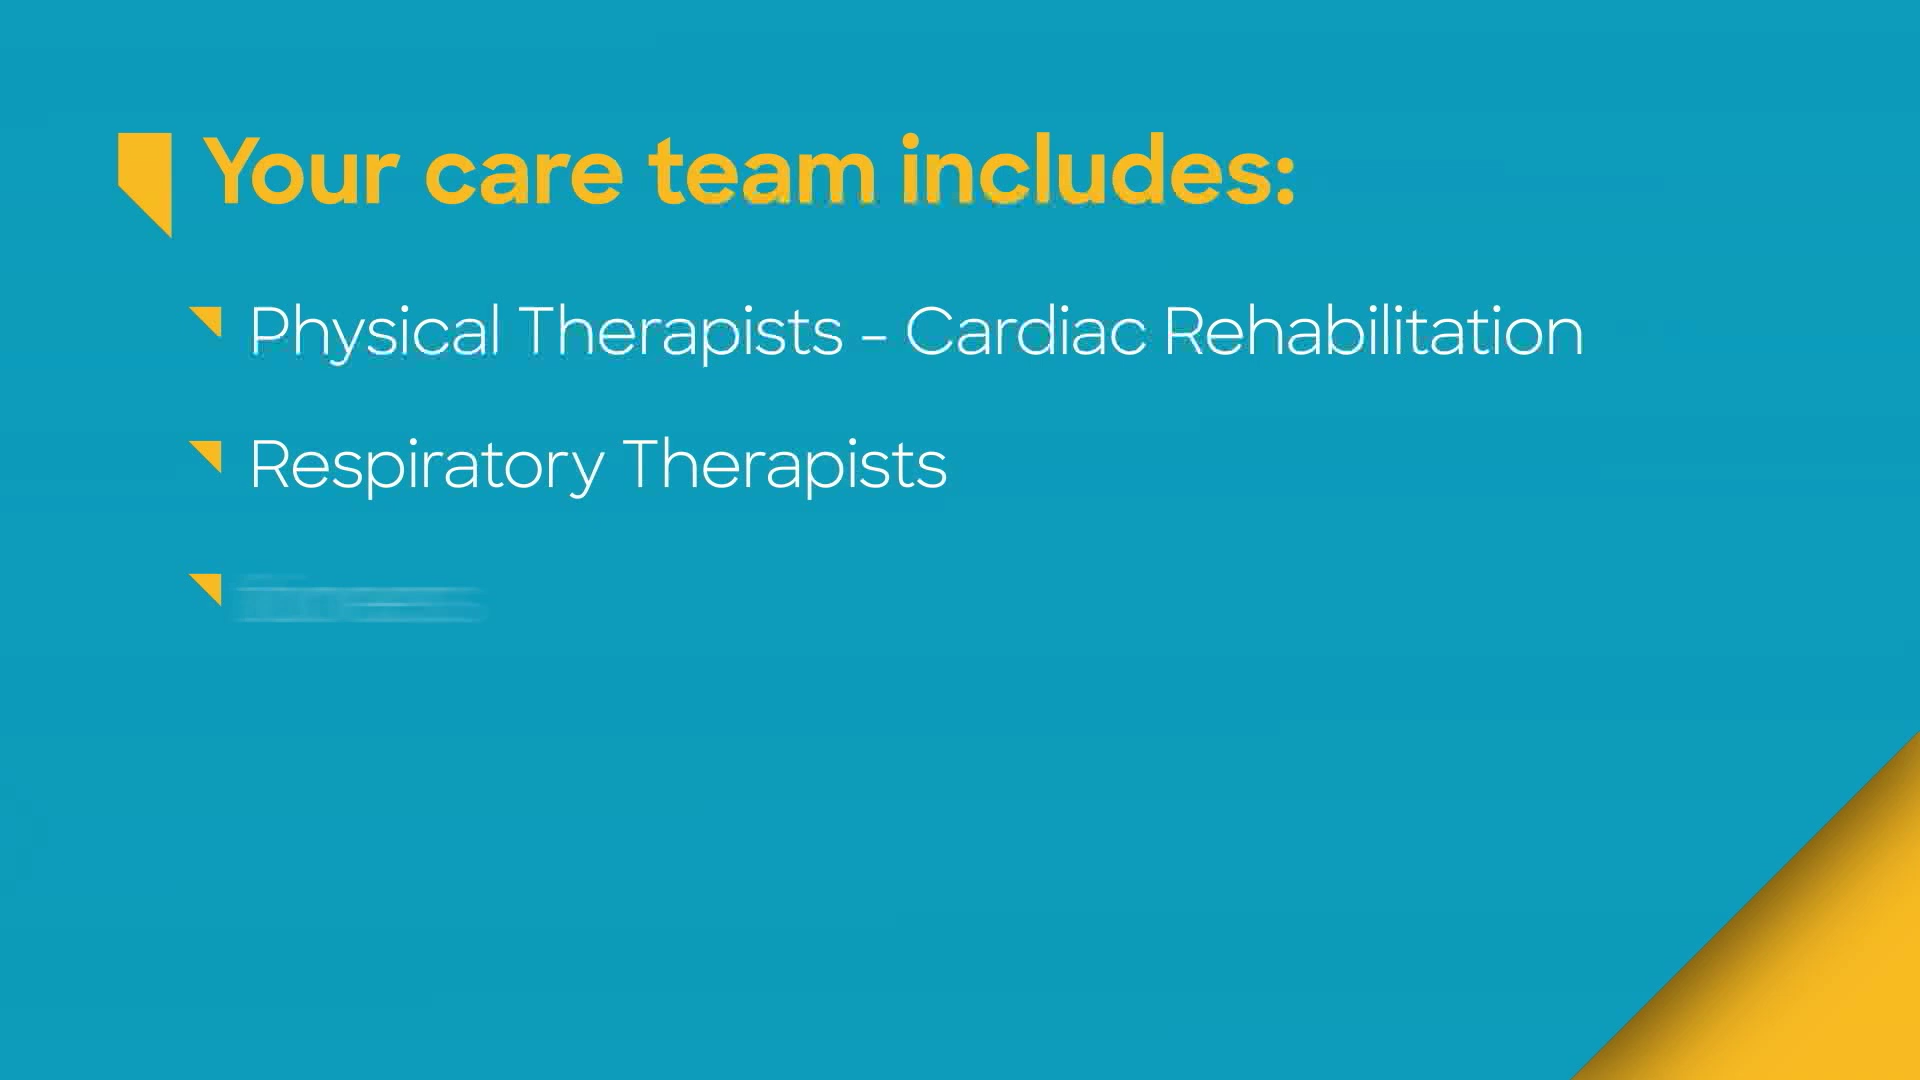 Your care team includes:
Physical Therapists – Cardiac Rehabilitation
Respiratory Therapists